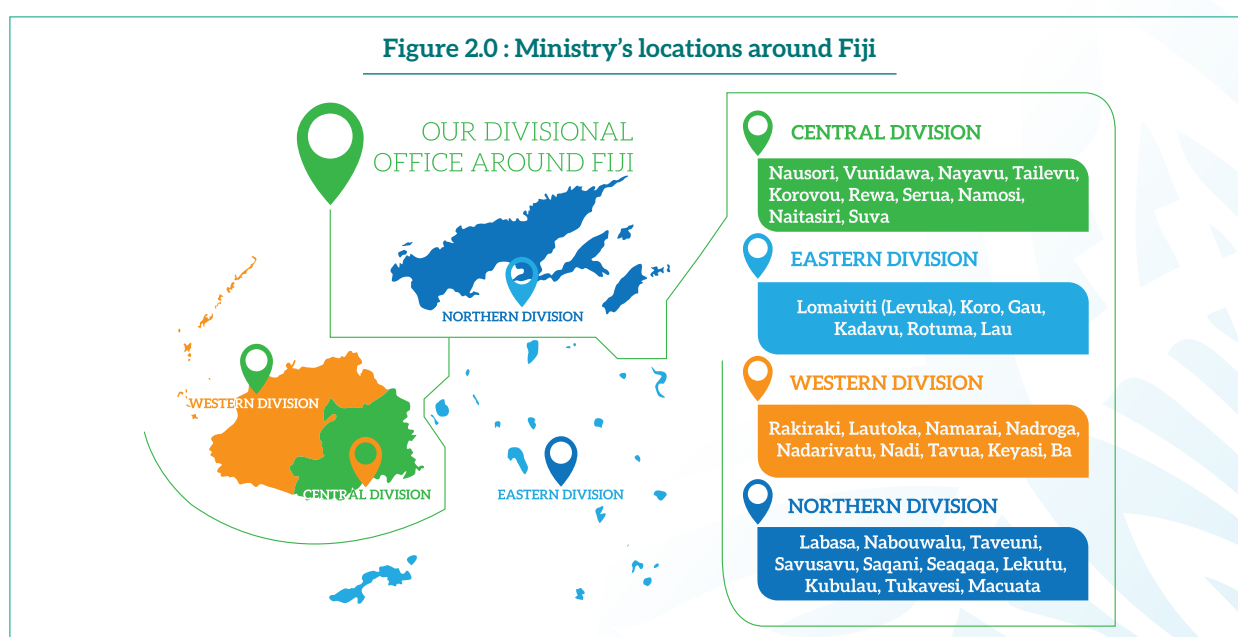 Figure 2.0 : Ministry's locations around Fiji
OUR DIVISIONAL
OFFICE AROUND FIJI
NORTHERN DIVISION
WESTERN DIVISION
CENTRAL DIVISION
EASTERN DIVISION
CENTRAL DIVISION
Nausori, Vunidawa, Nayavu, Tailevu,
Korovou, Rewa, Serua, Namosi,
Naitasiri, Suva
EASTERN DIVISION
Lomaiviti (Levuka), Koro, Gau,
Kadavu, Rotuma, Lau
WESTERN DIVISION
Rakiraki, Lautoka, Namarai, Nadroga,
Nadarivatu, Nadi, Tavua, Keyasi, Ba
NORTHERN DIVISION
Labasa, Nabouwalu, Taveuni,
Savusavu, Saqani, Seaqaqa, Lekutu,
Kubulau, Tukavesi, Macuata